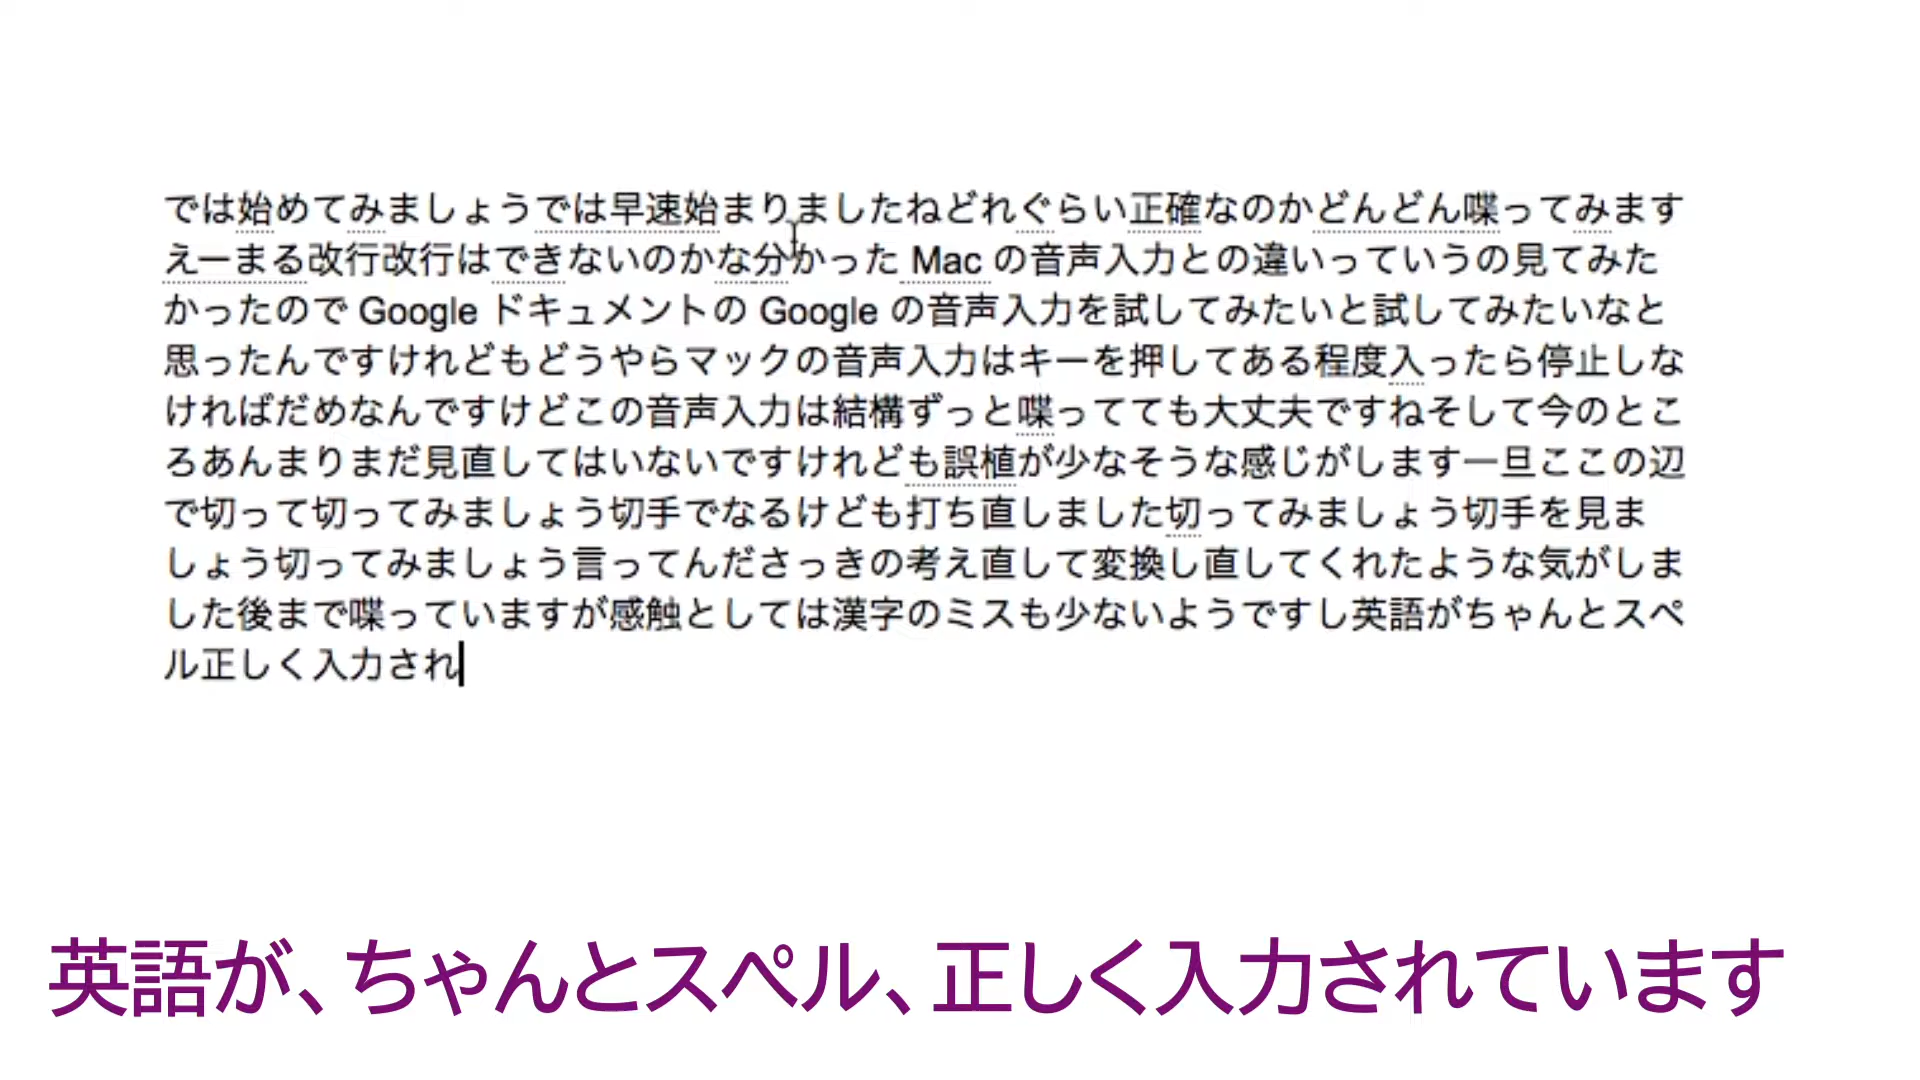 では始めてみましょうでは早速始まりましたねどれぐらい正確なのかどんどん喋ってみます
えーまる改行改行はできないのかな分かった Mac の音声入力との違いっていうの見てみた
かったので Google ドキュメントの Google の音声入力を試してみたいと試してみたいなと
思ったんですけれどもどうやらマックの音声入力はキーを押してある程度入ったら停止しな
ければだめなんですけどこの音声入力は結構ずっと喋ってても大丈夫ですねそして今のとこ
ろあんまりまだ見直してはいないですけれども誤植が少なそうな感じがします一旦ここの辺
で切って切ってみましょう切手でなるけども打ち直しました切ってみましょう切手を見ま
しょう切ってみましょう言ってんださっきの考え直して変換し直してくれたような気がしま
した後まで喋っていますが感触としては漢字のミスも少ないようですし英語がちゃんとスペ
ル正しく入力され
英語が、ちゃんとスペル、正しく入力されています